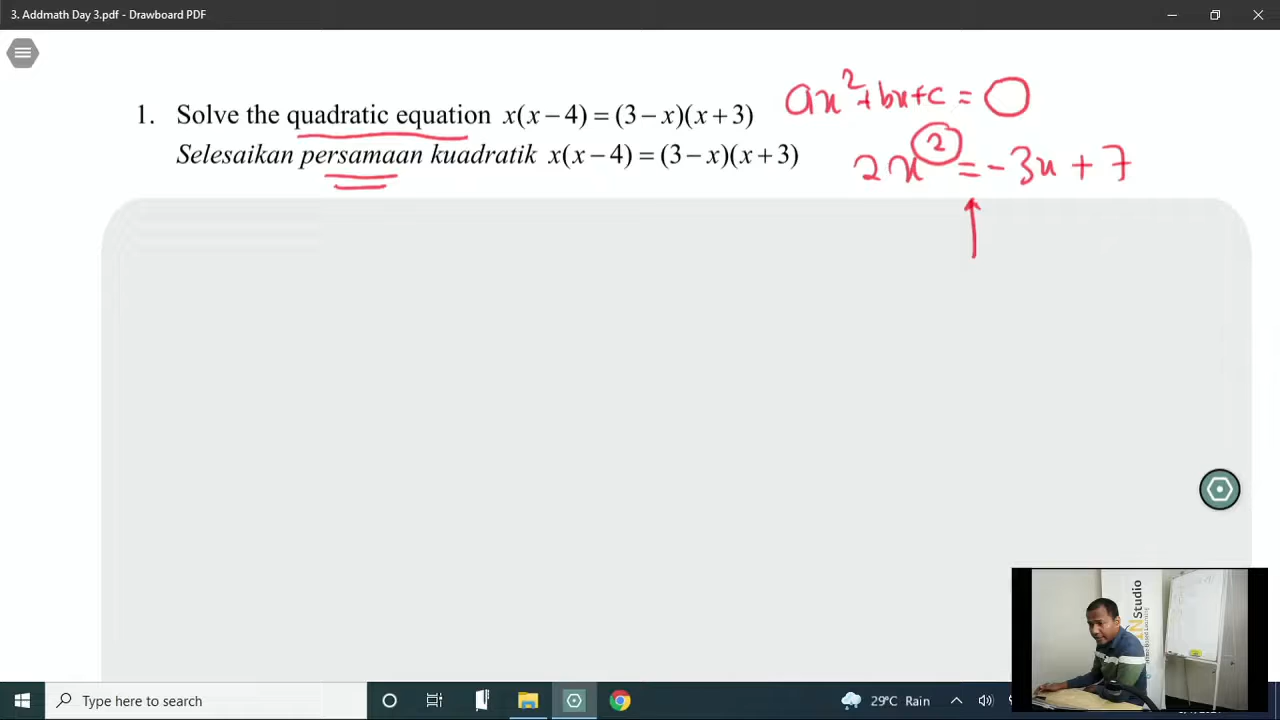 3. Addmath Day 3.pdf - Drawboard PDF
1. Solve the quadratic equation x(x − 4) = (3 − x)(x + 3)
Selesaikan persamaan kuadratik x(x − 4) = (3 − x)(x + 3)
ax² + bx + c = 0
2x² = -3x + 7
Studio
Type here to search
29°C Rain